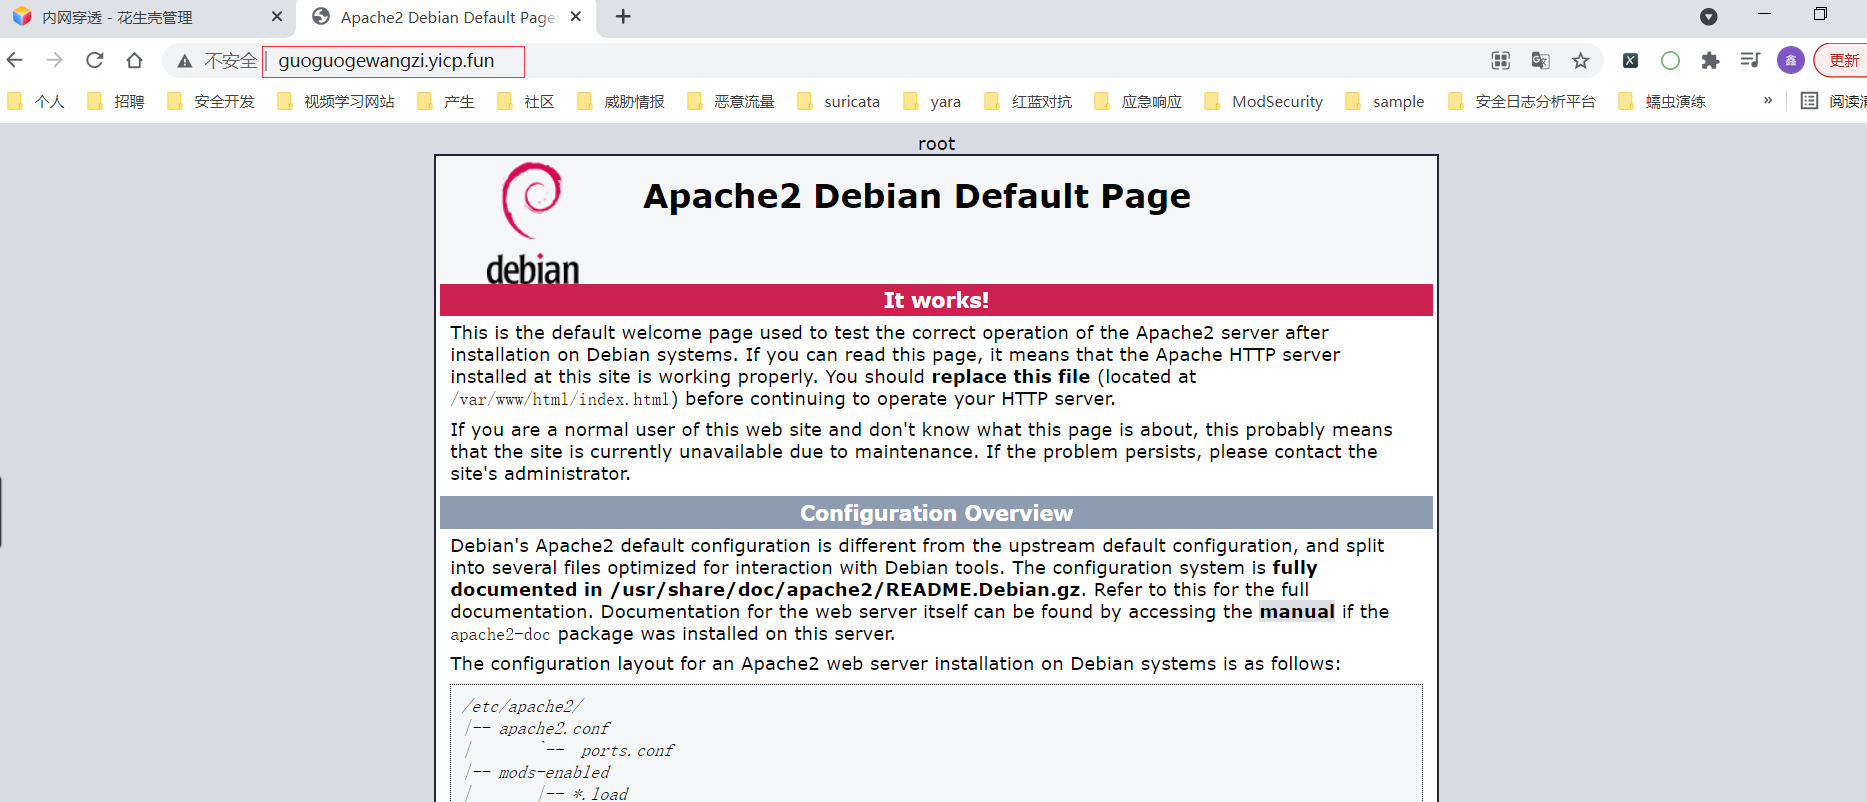 内网穿透 - 花生壳管理
Apache2 Debian Default Page:
不安全 | guoguogewangzi.yicp.fun
鑫
更新
个人 招聘 安全开发 视频学习网站 产生 社区 威胁情报 恶意流量 suricata yara 红蓝对抗 应急响应 ModSecurity sample 安全日志分析平台 蠕虫演练 » 阅读清
root
debian
Apache2 Debian Default Page
It works!
This is the default welcome page used to test the correct operation of the Apache2 server after
installation on Debian systems. If you can read this page, it means that the Apache HTTP server
installed at this site is working properly. You should replace this file (located at
/var/www/html/index.html) before continuing to operate your HTTP server.
If you are a normal user of this web site and don't know what this page is about, this probably means
that the site is currently unavailable due to maintenance. If the problem persists, please contact the
site's administrator.
Configuration Overview
Debian's Apache2 default configuration is different from the upstream default configuration, and split
into several files optimized for interaction with Debian tools. The configuration system is fully
documented in /usr/share/doc/apache2/README.Debian.gz. Refer to this for the full
documentation. Documentation for the web server itself can be found by accessing the manual if the
apache2-doc package was installed on this server.
The configuration layout for an Apache2 web server installation on Debian systems is as follows:
/etc/apache2/
|-- apache2.conf
|       `--  ports.conf
|-- mods-enabled
|       |-- *.load